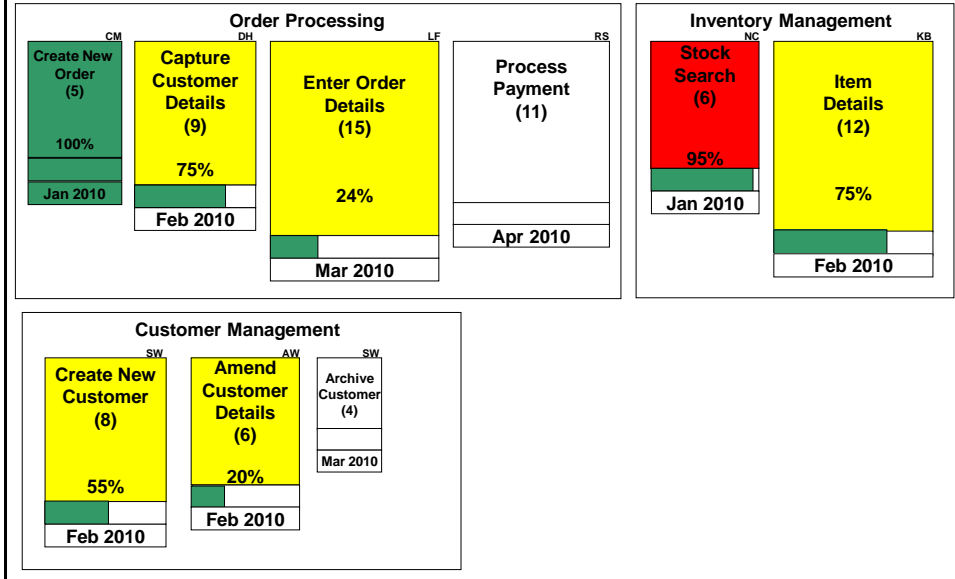 Order Processing
CM
Create New
Order
(5)
100%
Jan 2010
DH
Capture
Customer
Details
(9)
75%
Feb 2010
LF
Enter Order
Details
(15)
24%
Mar 2010
RS
Process
Payment
(11)
Apr 2010
Inventory Management
NC
Stock
Search
(6)
95%
Jan 2010
KB
Item
Details
(12)
75%
Feb 2010
Customer Management
SW
Create New
Customer
(8)
55%
Feb 2010
AW
Amend
Customer
Details
(6)
20%
Feb 2010
SW
Archive
Customer
(4)
Mar 2010